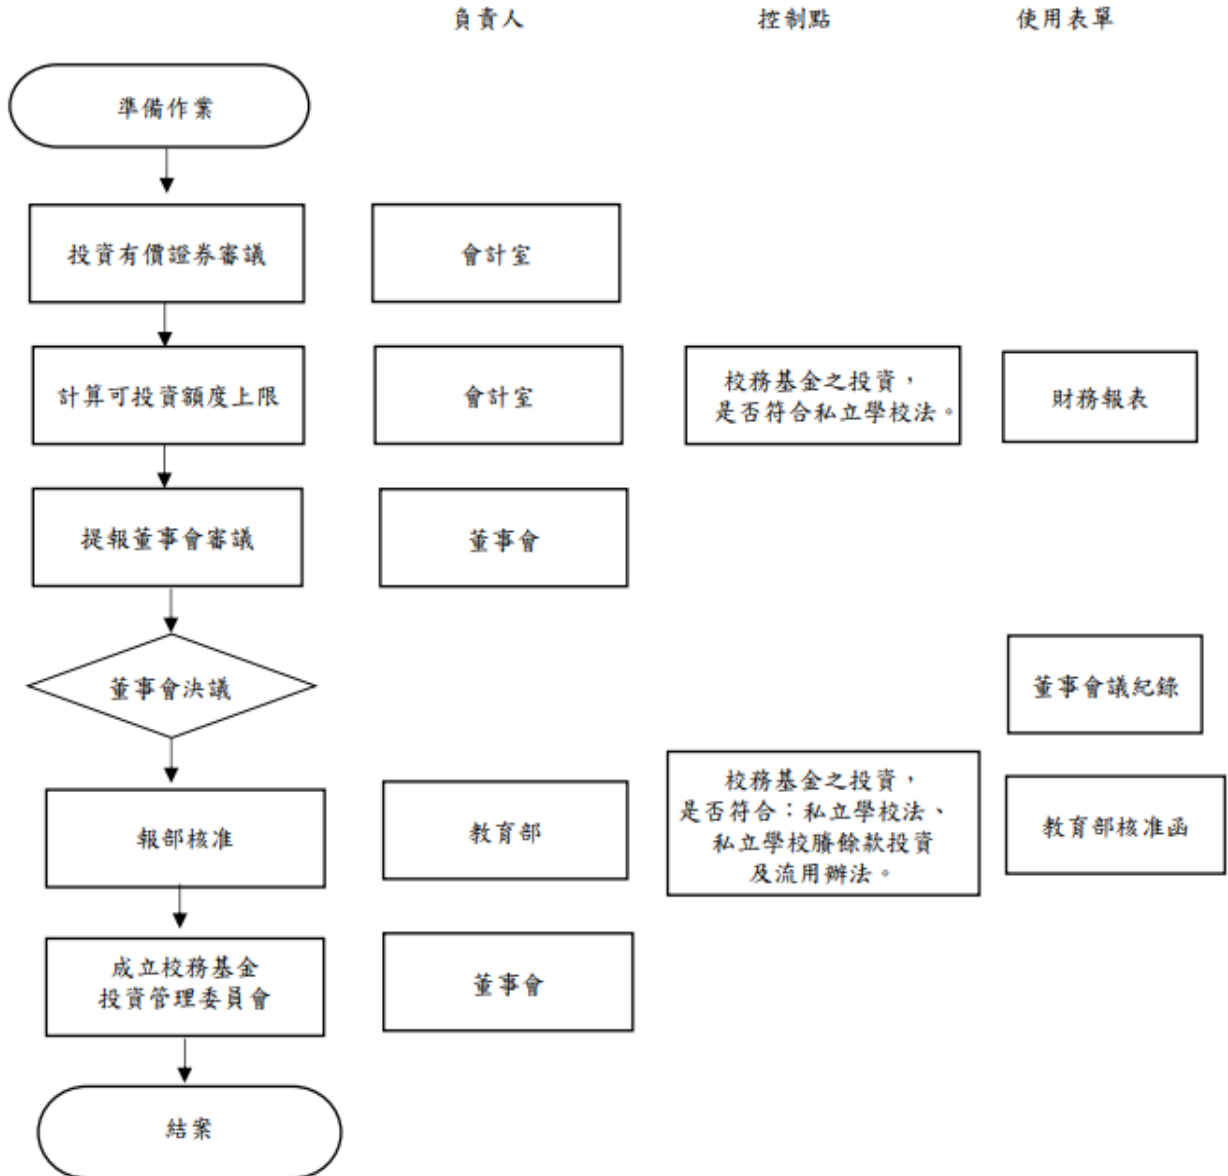 負責人 控制點 使用表單
準備作業
投資有價證券審議 會計室
計算可投資額度上限 會計室
校務基金之投資，
是否符合私立學校法。
財務報表
提報董事會審議 董事會
董事會決議 董事會議紀錄
報部核准 教育部
校務基金之投資，
是否符合：私立學校法、
私立學校賸餘款投資
及流用辦法。
教育部核准函
成立校務基金
投資管理委員會
董事會
結案